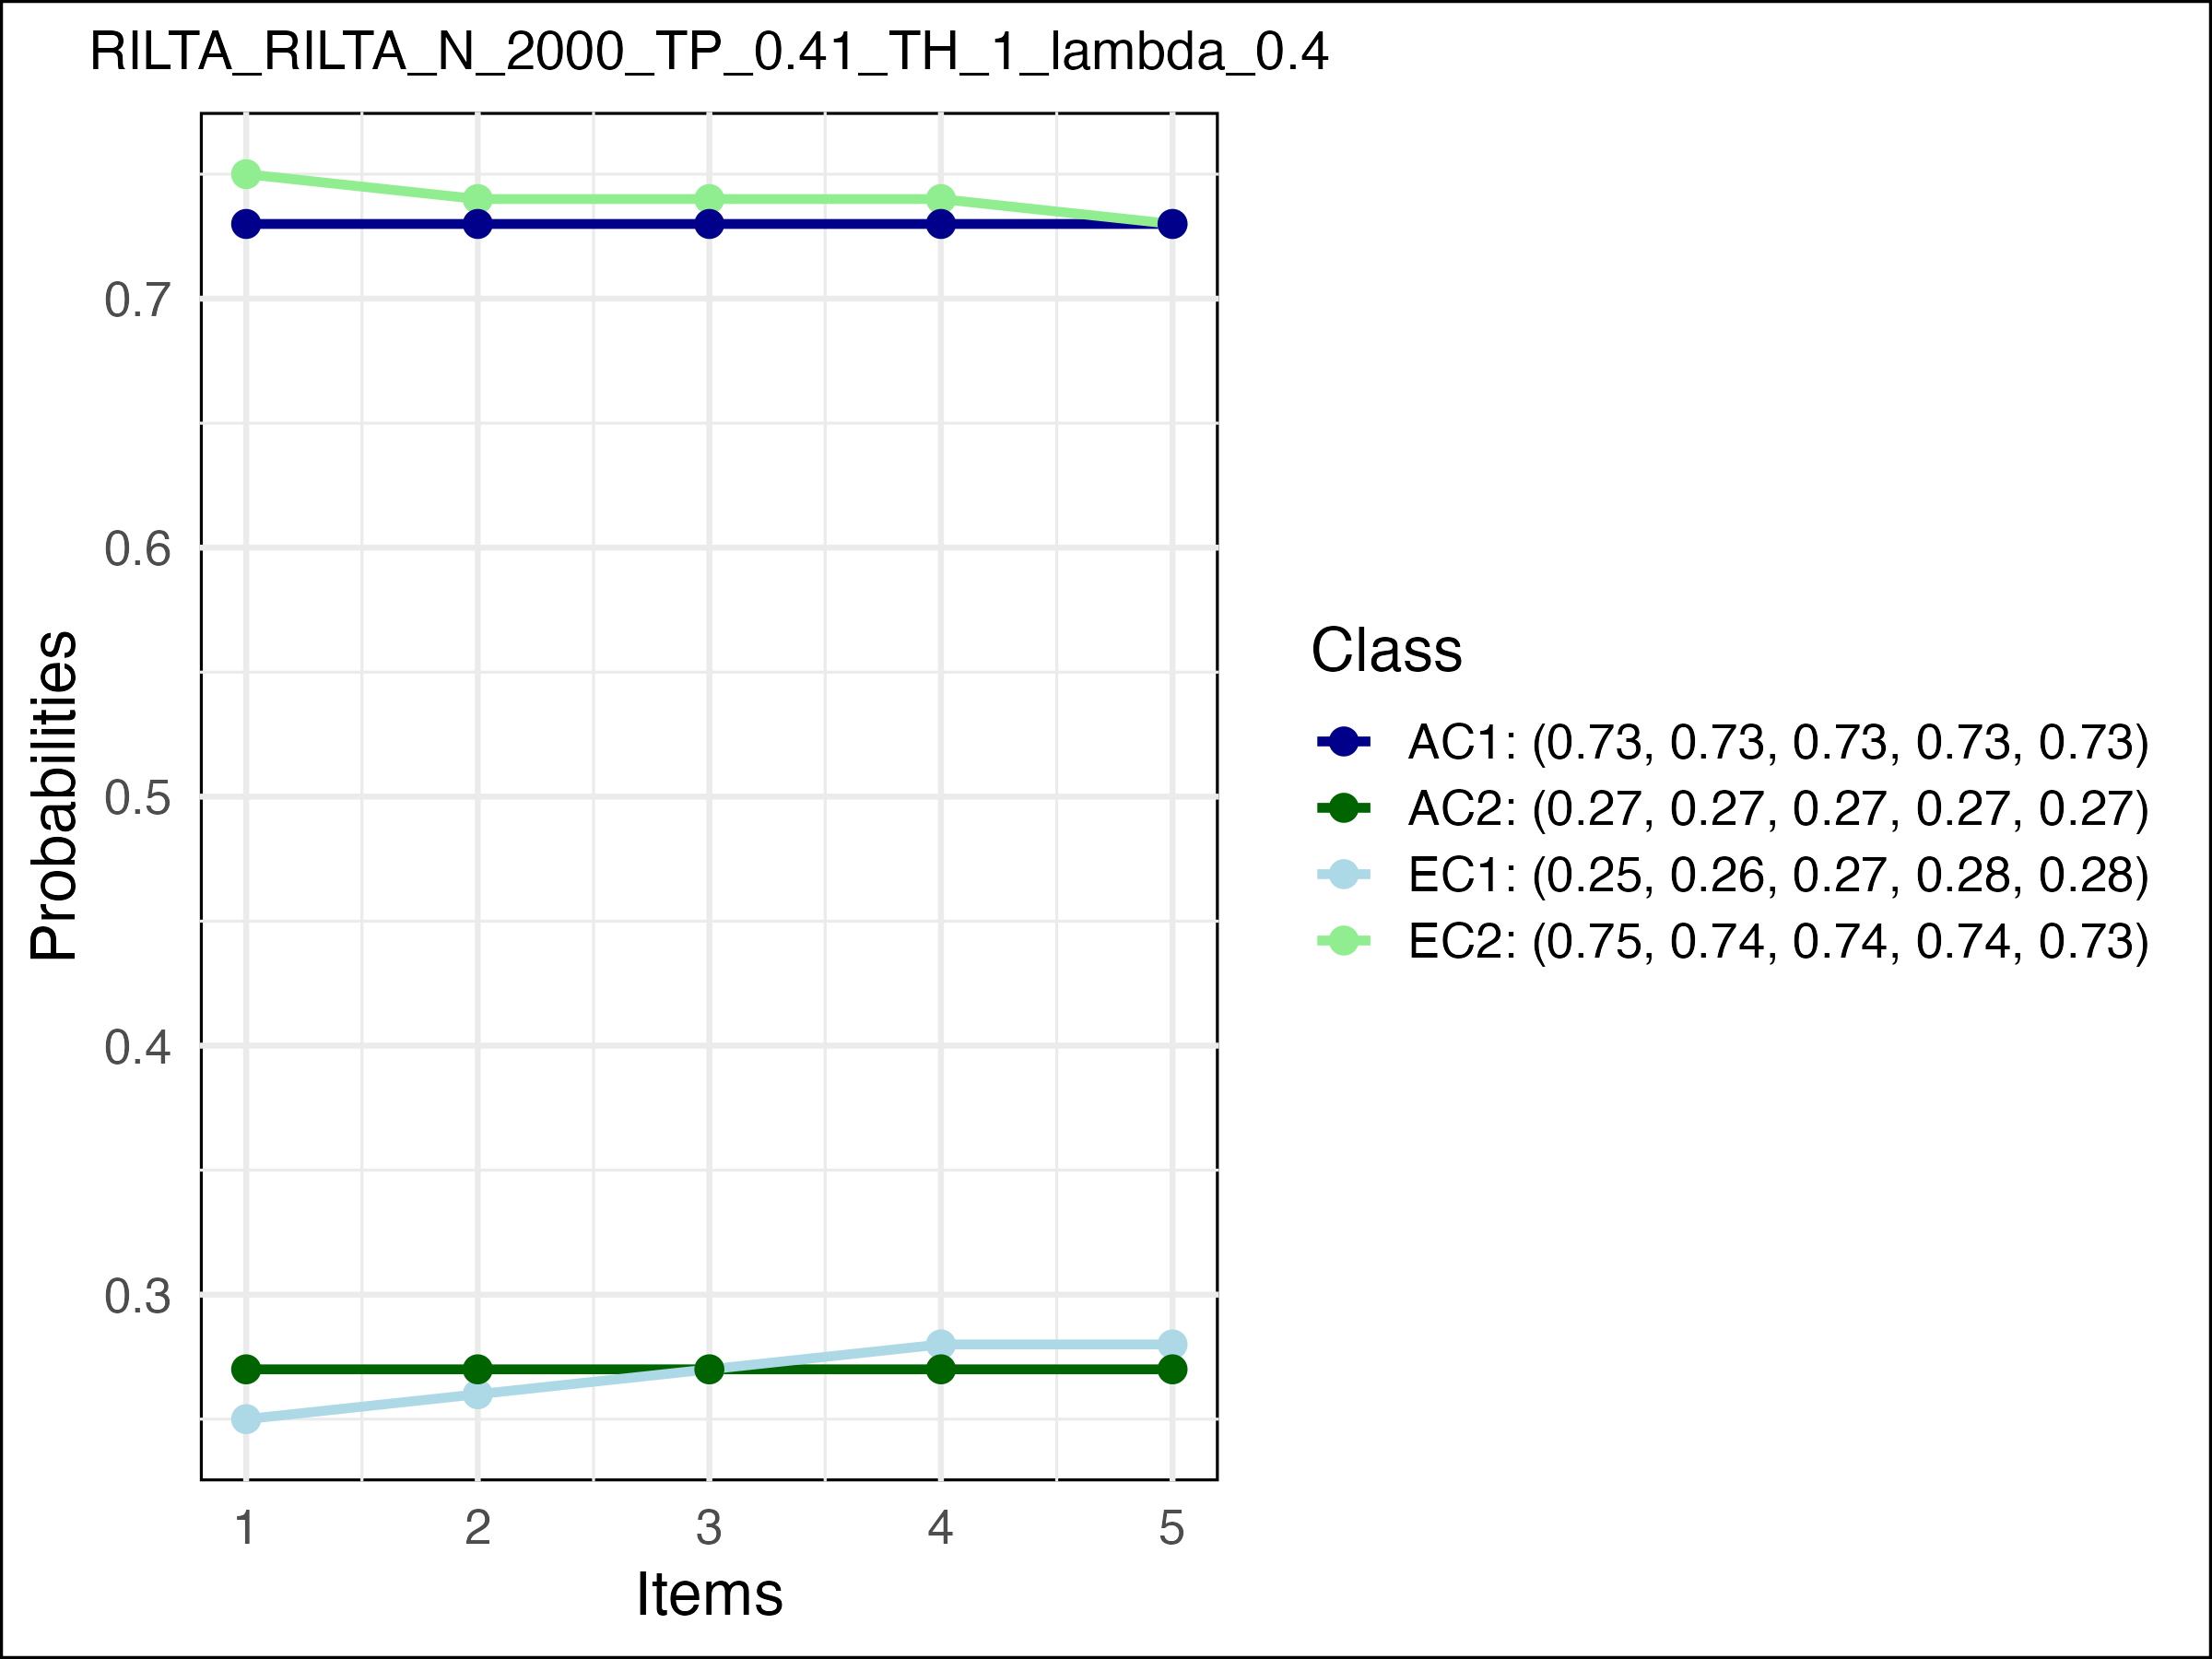 RILTA_RILTA_N_2000_TP_0.41_TH_1_lambda_0.4
Probabilities
0.7
0.6
0.5
0.4
0.3
1 2 3 4 5
Items
Class
AC1: (0.73, 0.73, 0.73, 0.73, 0.73)
AC2: (0.27, 0.27, 0.27, 0.27, 0.27)
EC1: (0.25, 0.26, 0.27, 0.28, 0.28)
EC2: (0.75, 0.74, 0.74, 0.74, 0.73)